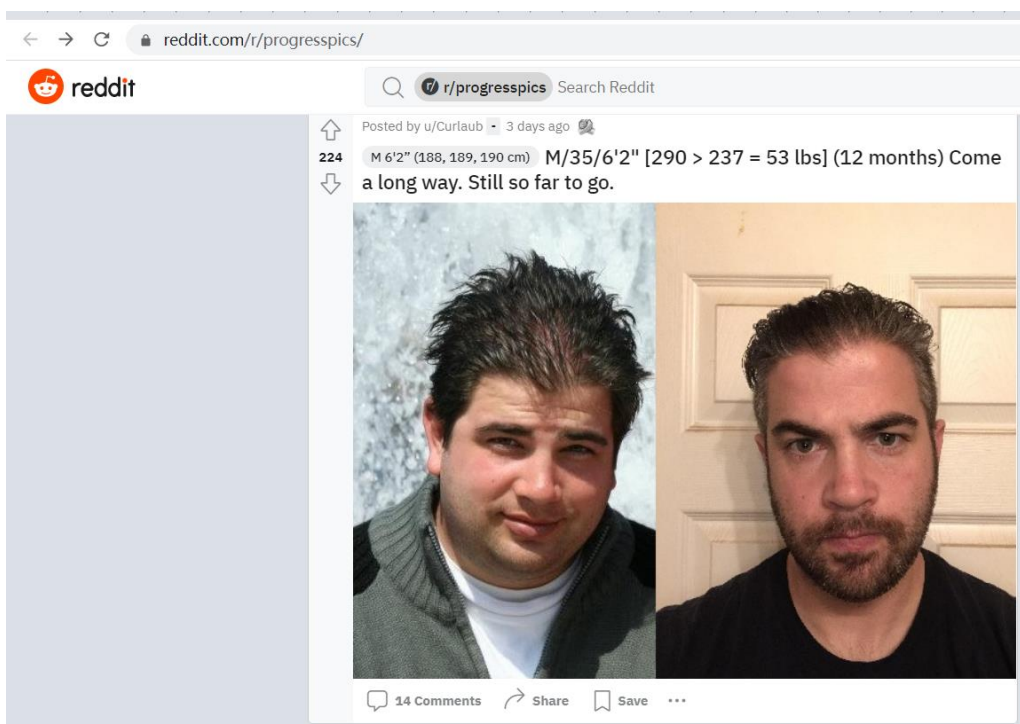 reddit.com/r/progresspics/
reddit
r/progresspics Search Reddit
Posted by u/Curlaub · 3 days ago
224
M 6'2" (188, 189, 190 cm) M/35/6'2" [290 > 237 = 53 lbs] (12 months) Come
a long way. Still so far to go.
14 Comments Share Save ...